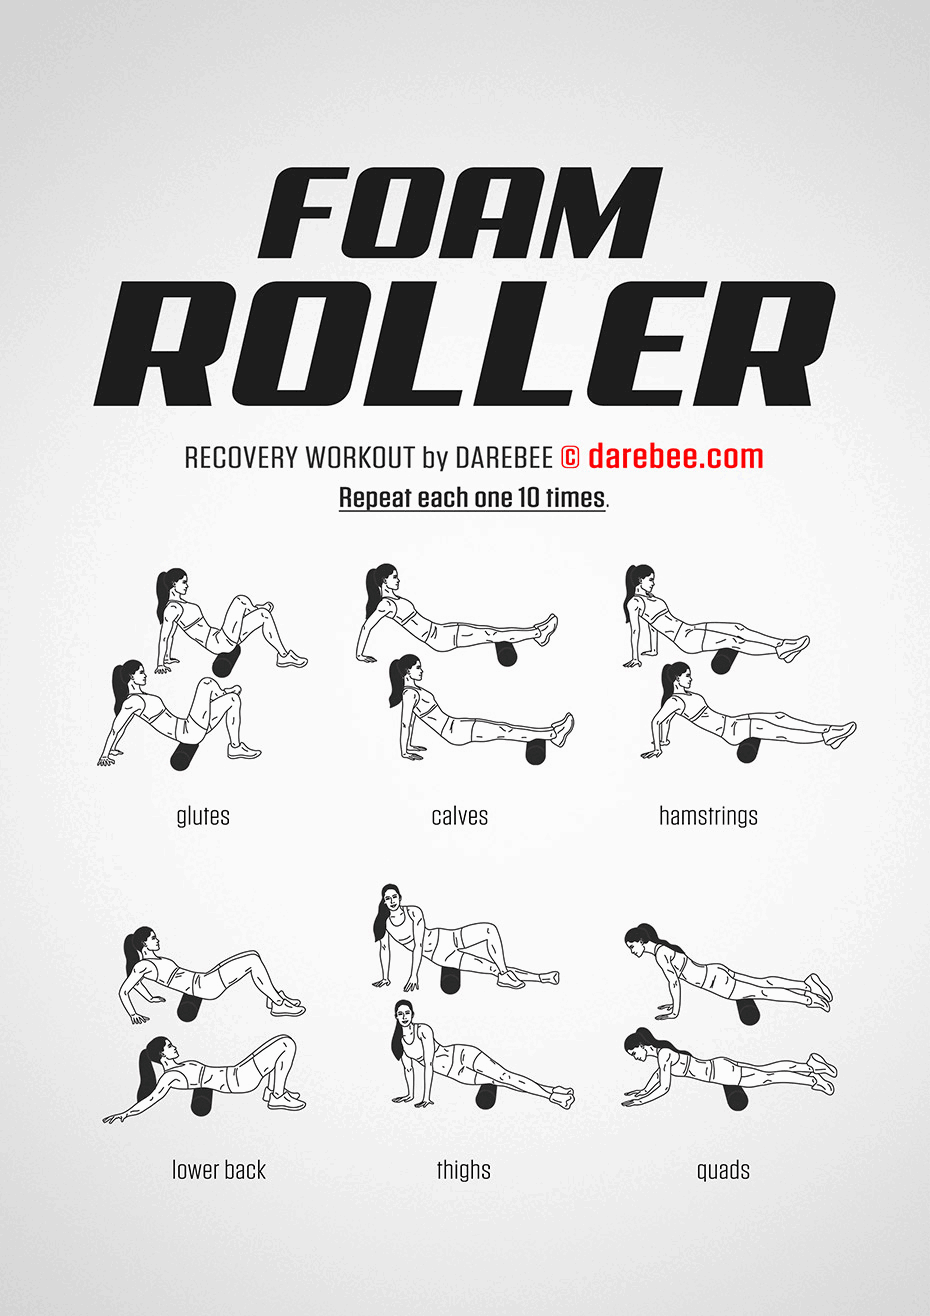 FOAM
ROLLER
RECOVERY WORKOUT by DAREBEE © darebee.com
Repeat each one 10 times.
glutes
calves
hamstrings
lower back
thighs
quads